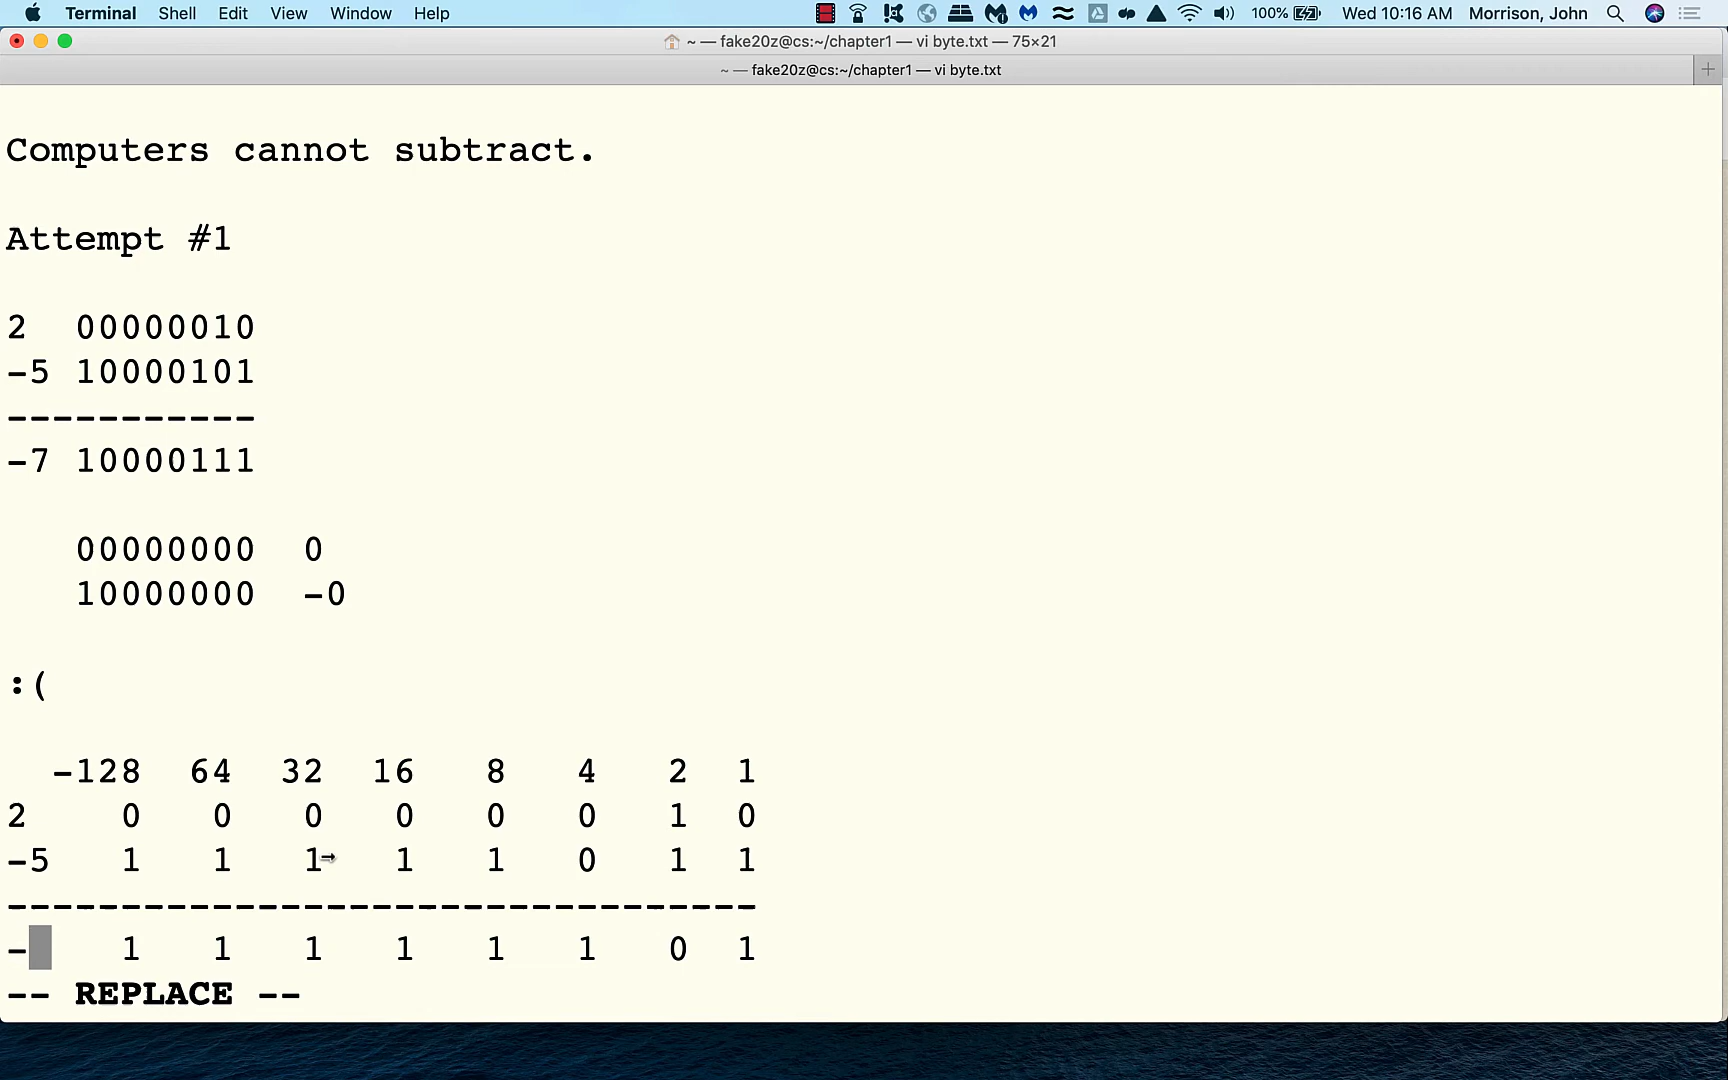 Terminal Shell Edit View Window Help 100% Wed 10:16 AM Morrison, John
~ — fake20z@cs:~/chapter1 — vi byte.txt — 75×21
~ — fake20z@cs:~/chapter1 — vi byte.txt
Computers cannot subtract.
Attempt #1
2 00000010
-5 10000101
-----------
-7 10000111
00000000 0
10000000 -0
:(
-128 64 32 16 8 4 2 1
2 0 0 0 0 0 0 1 0
-5 1 1 1 1 1 0 1 1
---------------------------------
- 1 1 1 1 1 1 0 1
-- REPLACE --